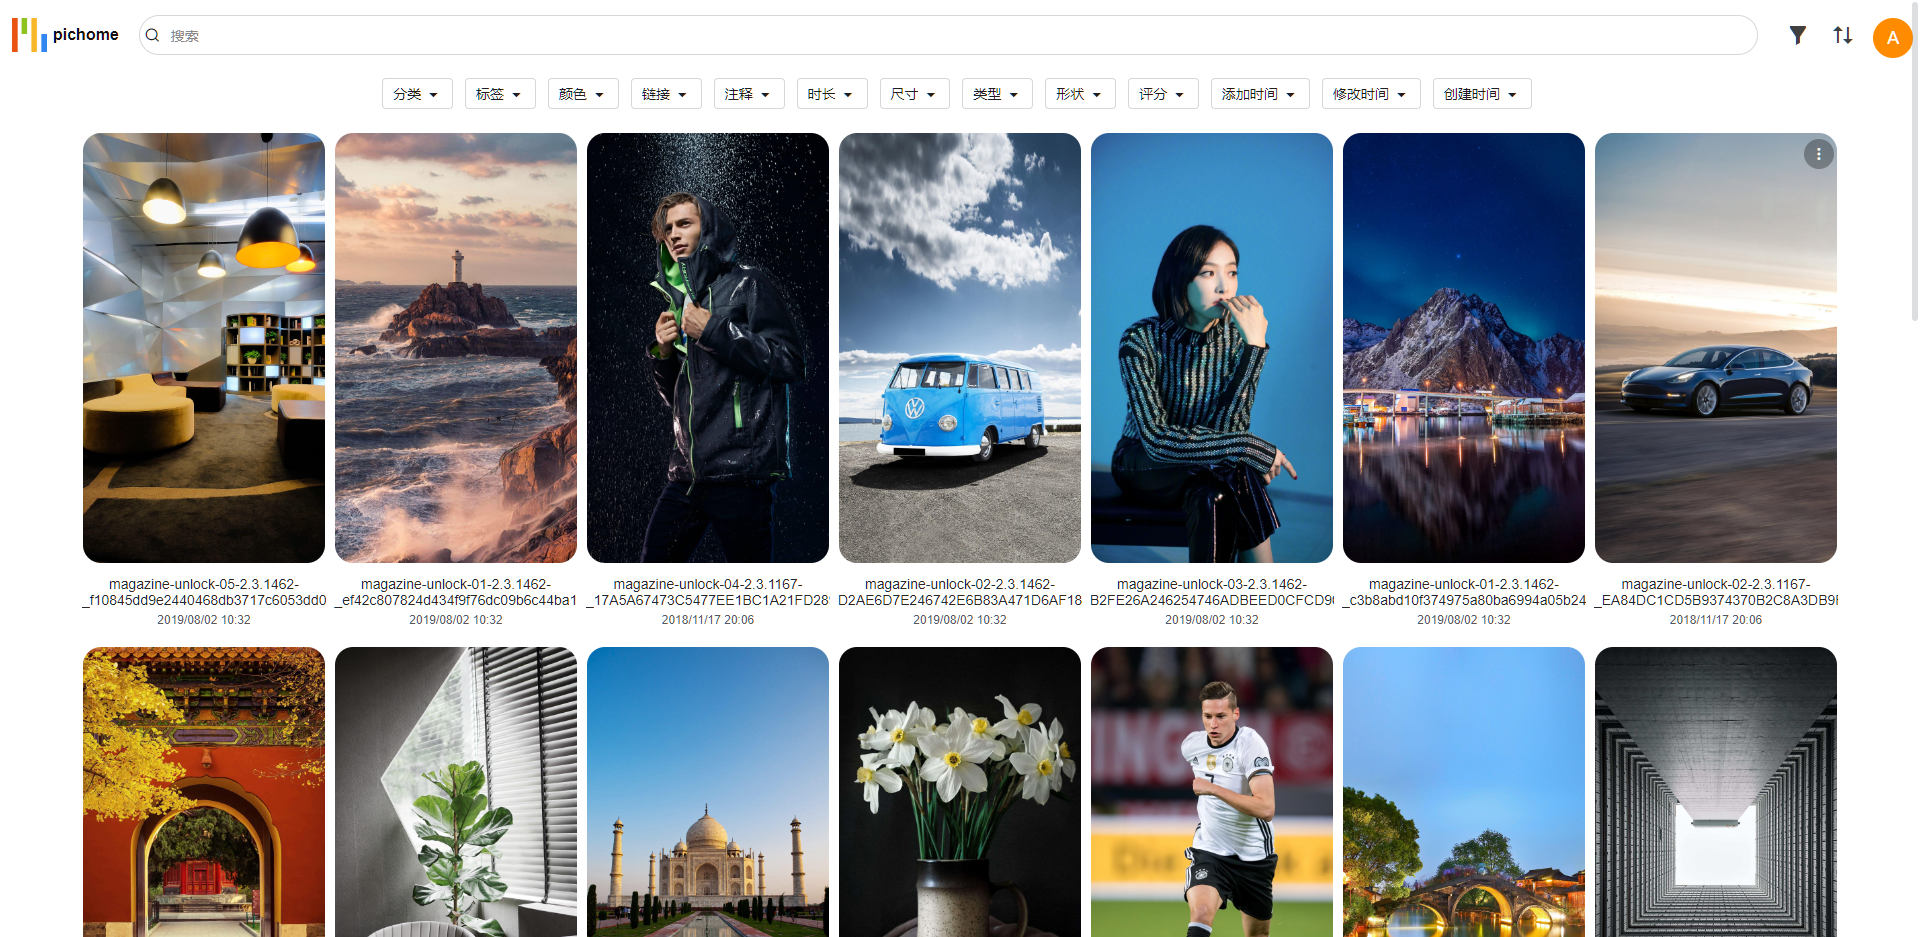 pichome
搜索
A
分类
标签
颜色
链接
注释
时长
尺寸
类型
形状
评分
添加时间
修改时间
创建时间
magazine-unlock-05-2.3.1462-
_f10845dd9e2440468db3717c6053dd0
2019/08/02 10:32
magazine-unlock-01-2.3.1462-
_ef42c807824d434f9f76dc09b6c44ba1
2019/08/02 10:32
magazine-unlock-04-2.3.1167-
_17A5A67473C5477EE1BC1A21FD28
2018/11/17 20:06
magazine-unlock-02-2.3.1462-
D2AE6D7E246742E6B83A471D6AF18
2019/08/02 10:32
magazine-unlock-03-2.3.1462-
B2FE26A246254746ADBEED0CFCD9
2019/08/02 10:32
magazine-unlock-01-2.3.1462-
_c3b8abd10f374975a80ba6994a05b24
2019/08/02 10:32
magazine-unlock-02-2.3.1167-
_EA84DC1CD5B9374370B2C8A3DB9
2018/11/17 20:06